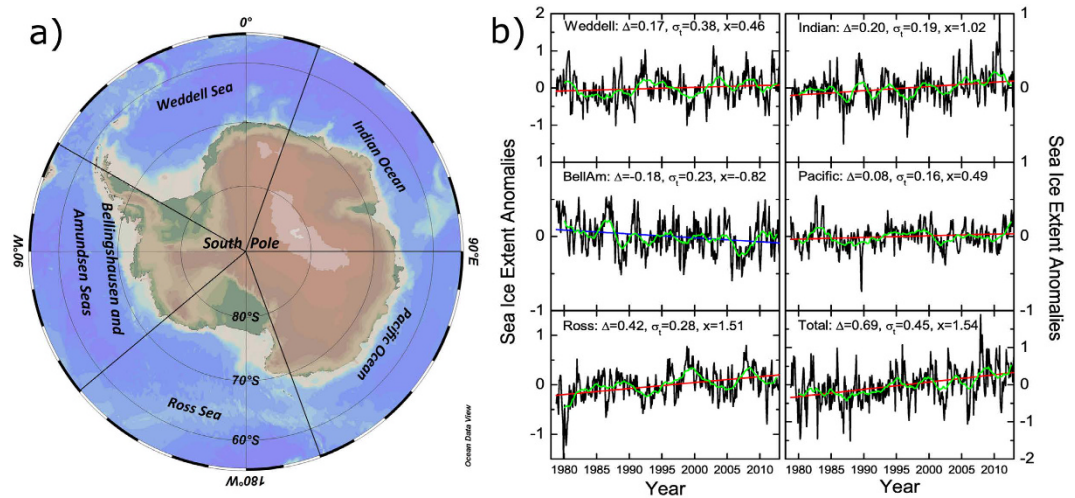 a)
0°
Weddell Sea
Indian Ocean
Bellingshausen and
Amundsen Seas
South Pole
90°W
90°E
80°S
Pacific Ocean
70°S
Ross Sea
60°S
180°W
Ocean Data View
b)
Sea Ice Extent Anomalies
Sea Ice Extent Anomalies
2
1
0
-1
1
0
-1
1
0
-1
Weddell: Δ=0.17, σt=0.38, x=0.46
Indian: Δ=0.20, σt=0.19, x=1.02
BellAm: Δ=-0.18, σt=0.23, x=-0.82
Pacific: Δ=0.08, σt=0.16, x=0.49
Ross: Δ=0.42, σt=0.28, x=1.51
Total: Δ=0.69, σt=0.45, x=1.54
1
0
-1
1
0
-1
1
0
-1
-2
1980 1985 1990 1995 2000 2005 2010
1980 1985 1990 1995 2000 2005 2010
Year
Year